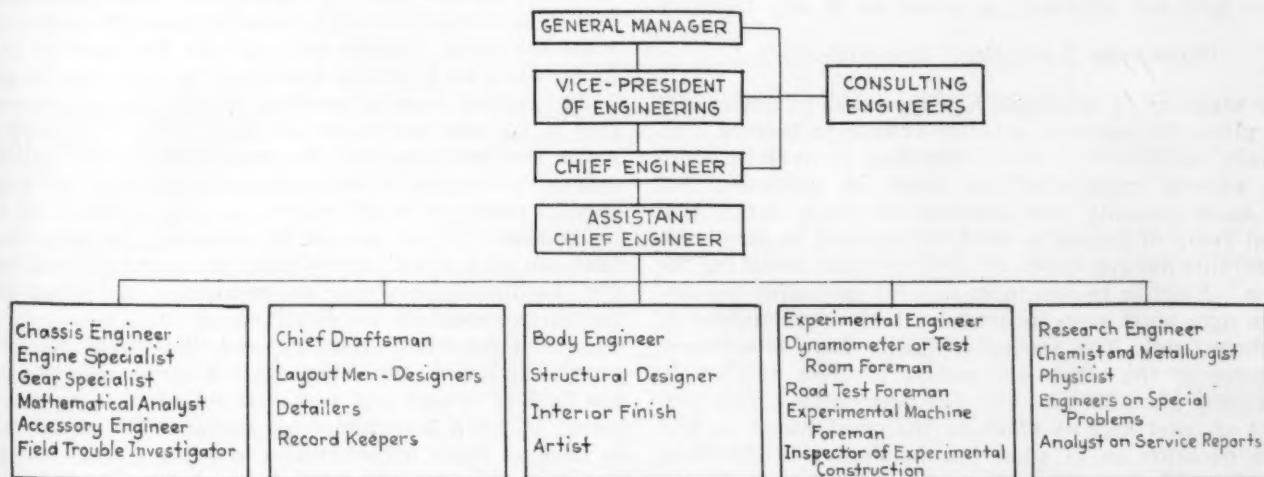 GENERAL MANAGER
VICE-PRESIDENT
OF ENGINEERING
CONSULTING
ENGINEERS
CHIEF ENGINEER
ASSISTANT
CHIEF ENGINEER
Chassis Engineer
Engine Specialist
Gear Specialist
Mathematical Analyst
Accessory Engineer
Field Trouble Investigator
Chief Draftsman
Layout Men-Designers
Detailers
Record Keepers
Body Engineer
Structural Designer
Interior Finish
Artist
Experimental Engineer
Dynamometer or Test
Room Foreman
Road Test Foreman
Experimental Machine
Foreman
Inspector of Experimental
Construction
Research Engineer
Chemist and Metallurgist
Physicist
Engineers on Special
Problems
Analyst on Service Reports